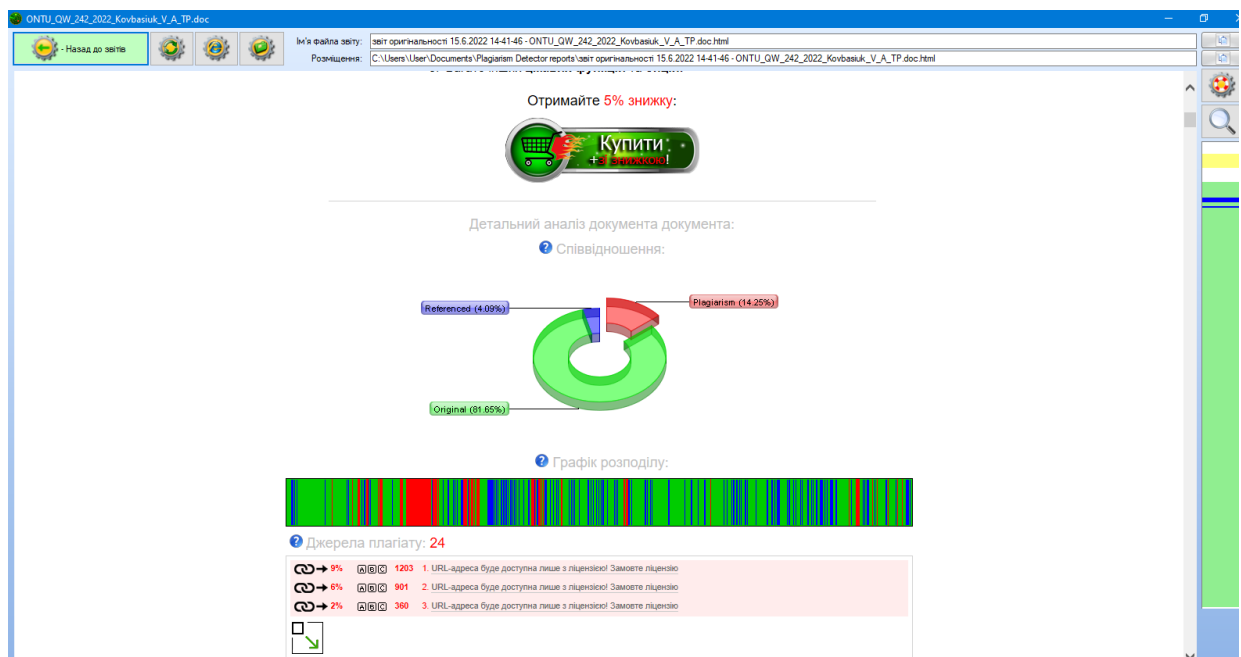 ONTU_QW_242_2022_Kovbasiuk_V_A_TP.doc
- Назад до звітів
Ім'я файла звіту: звіт оригінальності 15.6.2022 14-41-46 - ONTU_QW_242_2022_Kovbasiuk_V_A_TP.doc.html
Розміщення: C:\Users\User\Documents\Plagiarism Detector reports\звіт оригінальності 15.6.2022 14-41-46 - ONTU_QW_242_2022_Kovbasiuk_V_A_TP.doc.html
Отримайте 5% знижку:
Купити
+з знижкою!
Детальний аналіз документа документа:
Співвідношення:
Referenced (4.09%)
Plagiarism (14.25%)
Original (81.65%)
Графік розподілу:
Джерела плагіату: 24
9% A B C 1203 1. URL-адреса буде доступна лише з ліцензією! Замовте ліцензію
6% A B C 901 2. URL-адреса буде доступна лише з ліцензією! Замовте ліцензію
2% A B C 360 3. URL-адреса буде доступна лише з ліцензією! Замовте ліцензію